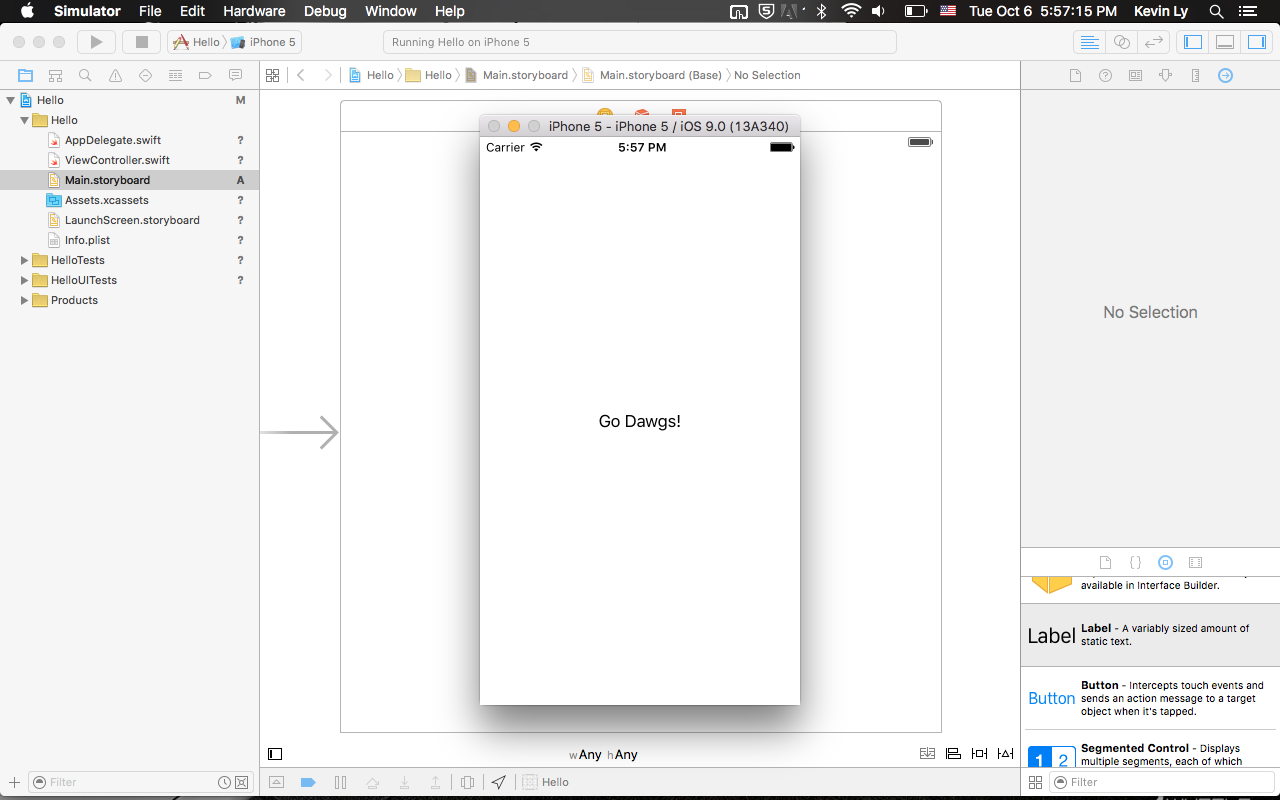 Simulator File Edit Hardware Debug Window Help Tue Oct 6 5:57:15 PM Kevin Ly
Hello iPhone 5 Running Hello on iPhone 5
Hello Hello Main.storyboard Main.storyboard (Base) No Selection
Hello M
Hello
AppDelegate.swift ?
ViewController.swift ?
Main.storyboard A
Assets.xcassets ?
LaunchScreen.storyboard ?
Info.plist ?
HelloTests ?
HelloUITests ?
Products
iPhone 5 - iPhone 5 / iOS 9.0 (13A340)
Carrier 5:57 PM
Go Dawgs!
wAny hAny
Filter
Hello
No Selection
{}
available in Interface Builder.
Label
Label - A variably sized amount of
static text.
Button
Button - Intercepts touch events and
sends an action message to a target
object when it's tapped.
1 2
Segmented Control - Displays
multiple segments, each of which
Filter